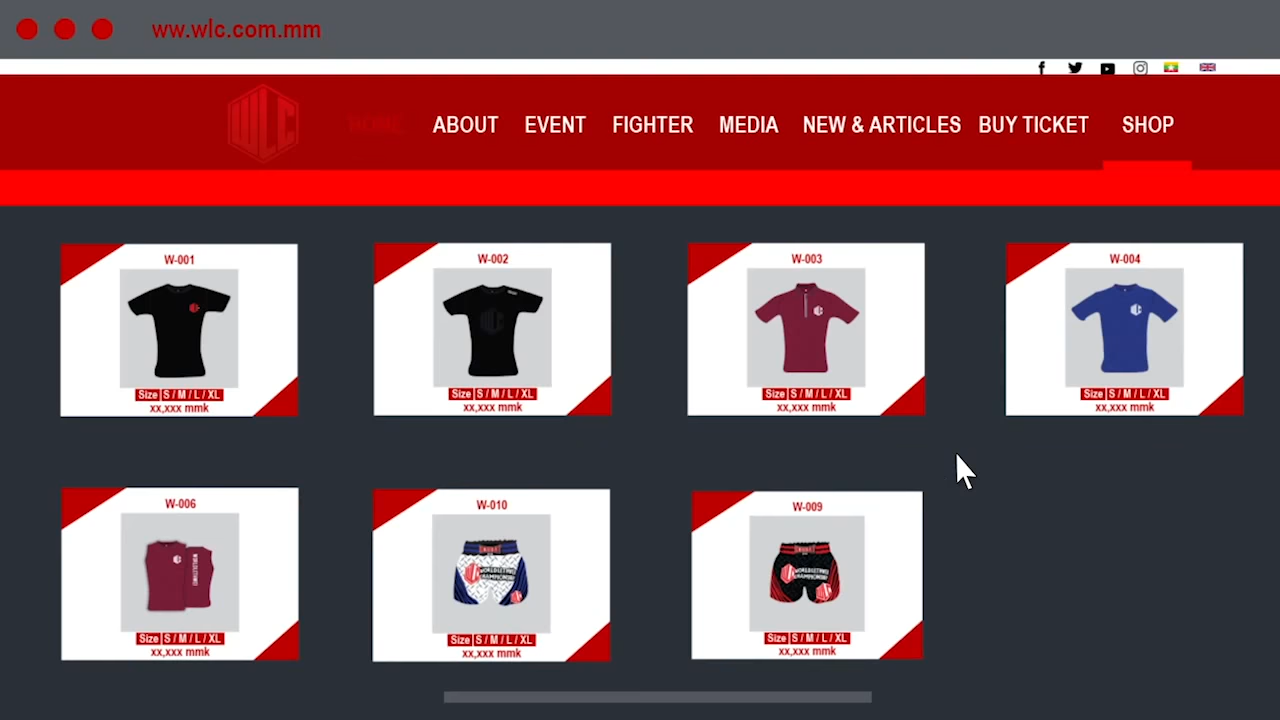 ww.wlc.com.mm
WLC
HOME ABOUT EVENT FIGHTER MEDIA NEW & ARTICLES BUY TICKET SHOP
W-001
Size S / M / L / XL
xx,xxx mmk
W-002
Size S / M / L / XL
xx,xxx mmk
W-003
Size S / M / L / XL
xx,xxx mmk
W-004
Size S / M / L / XL
xx,xxx mmk
W-006
Size S / M / L / XL
xx,xxx mmk
W-010
Size S / M / L / XL
xx,xxx mmk
W-009
Size S / M / L / XL
xx,xxx mmk